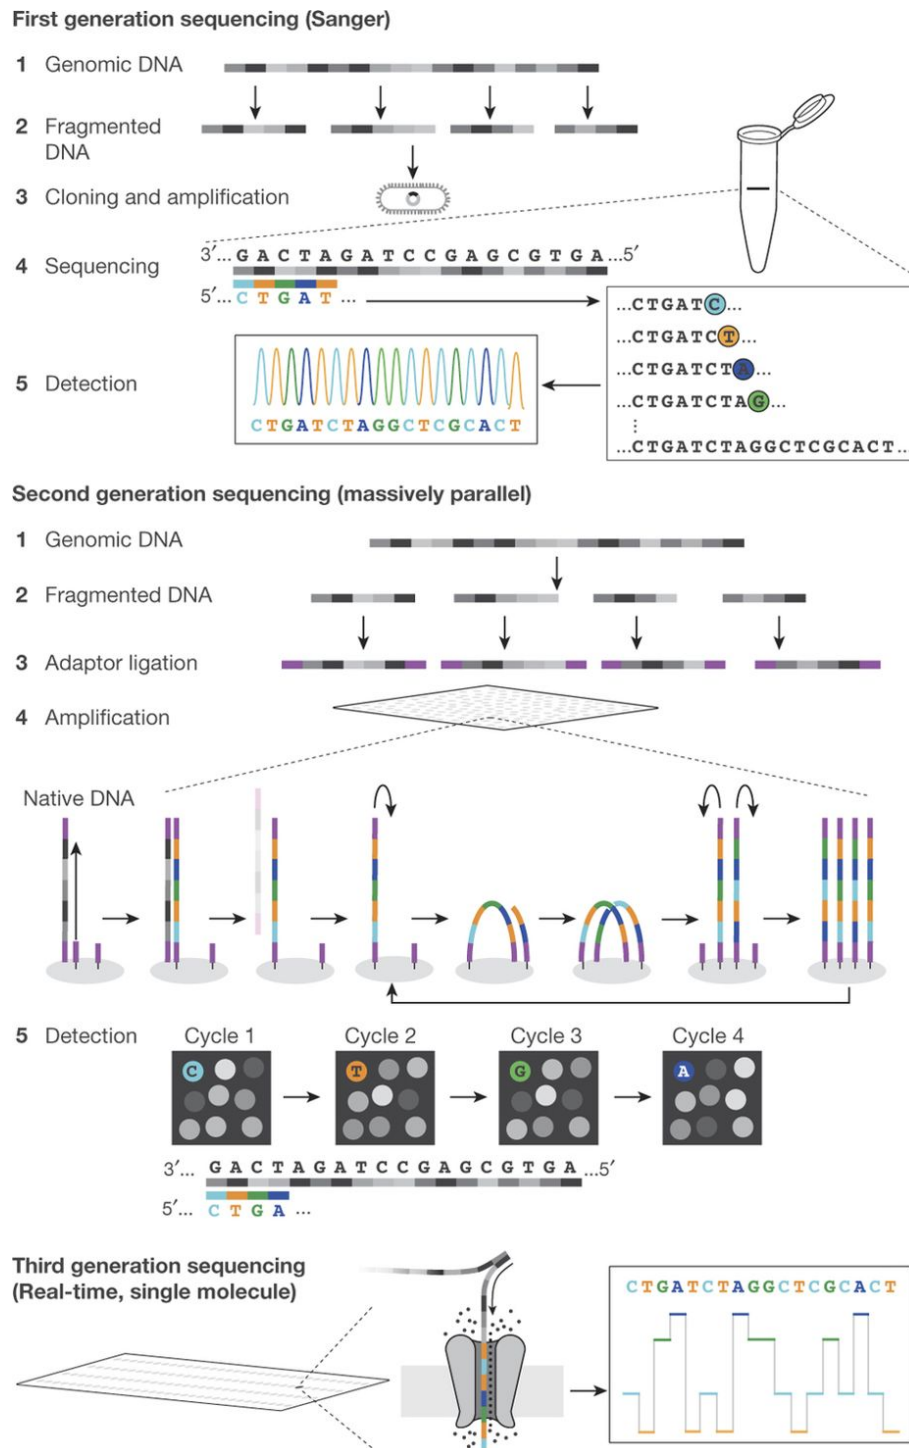 First generation sequencing (Sanger)
1 Genomic DNA
2 Fragmented
DNA
3 Cloning and amplification
3′... G A C T A G A T C C G A G C G T G A ...5′
4 Sequencing
5′... C T G A T ...
...CTGATC...
...CTGATCT...
...CTGATCTA...
...CTGATCTAG...
⋮
...CTGATCTAGGCTCGCACT...
5 Detection
CTGATCTAGGCTCGCACT
Second generation sequencing (massively parallel)
1 Genomic DNA
2 Fragmented DNA
3 Adaptor ligation
4 Amplification
Native DNA
5 Detection
Cycle 1 Cycle 2 Cycle 3 Cycle 4
C T G A
3′... G A C T A G A T C C G A G C G T G A ...5′
5′... C T G A ...
Third generation sequencing
(Real-time, single molecule)
CTGATCTAGGCTCGCACT